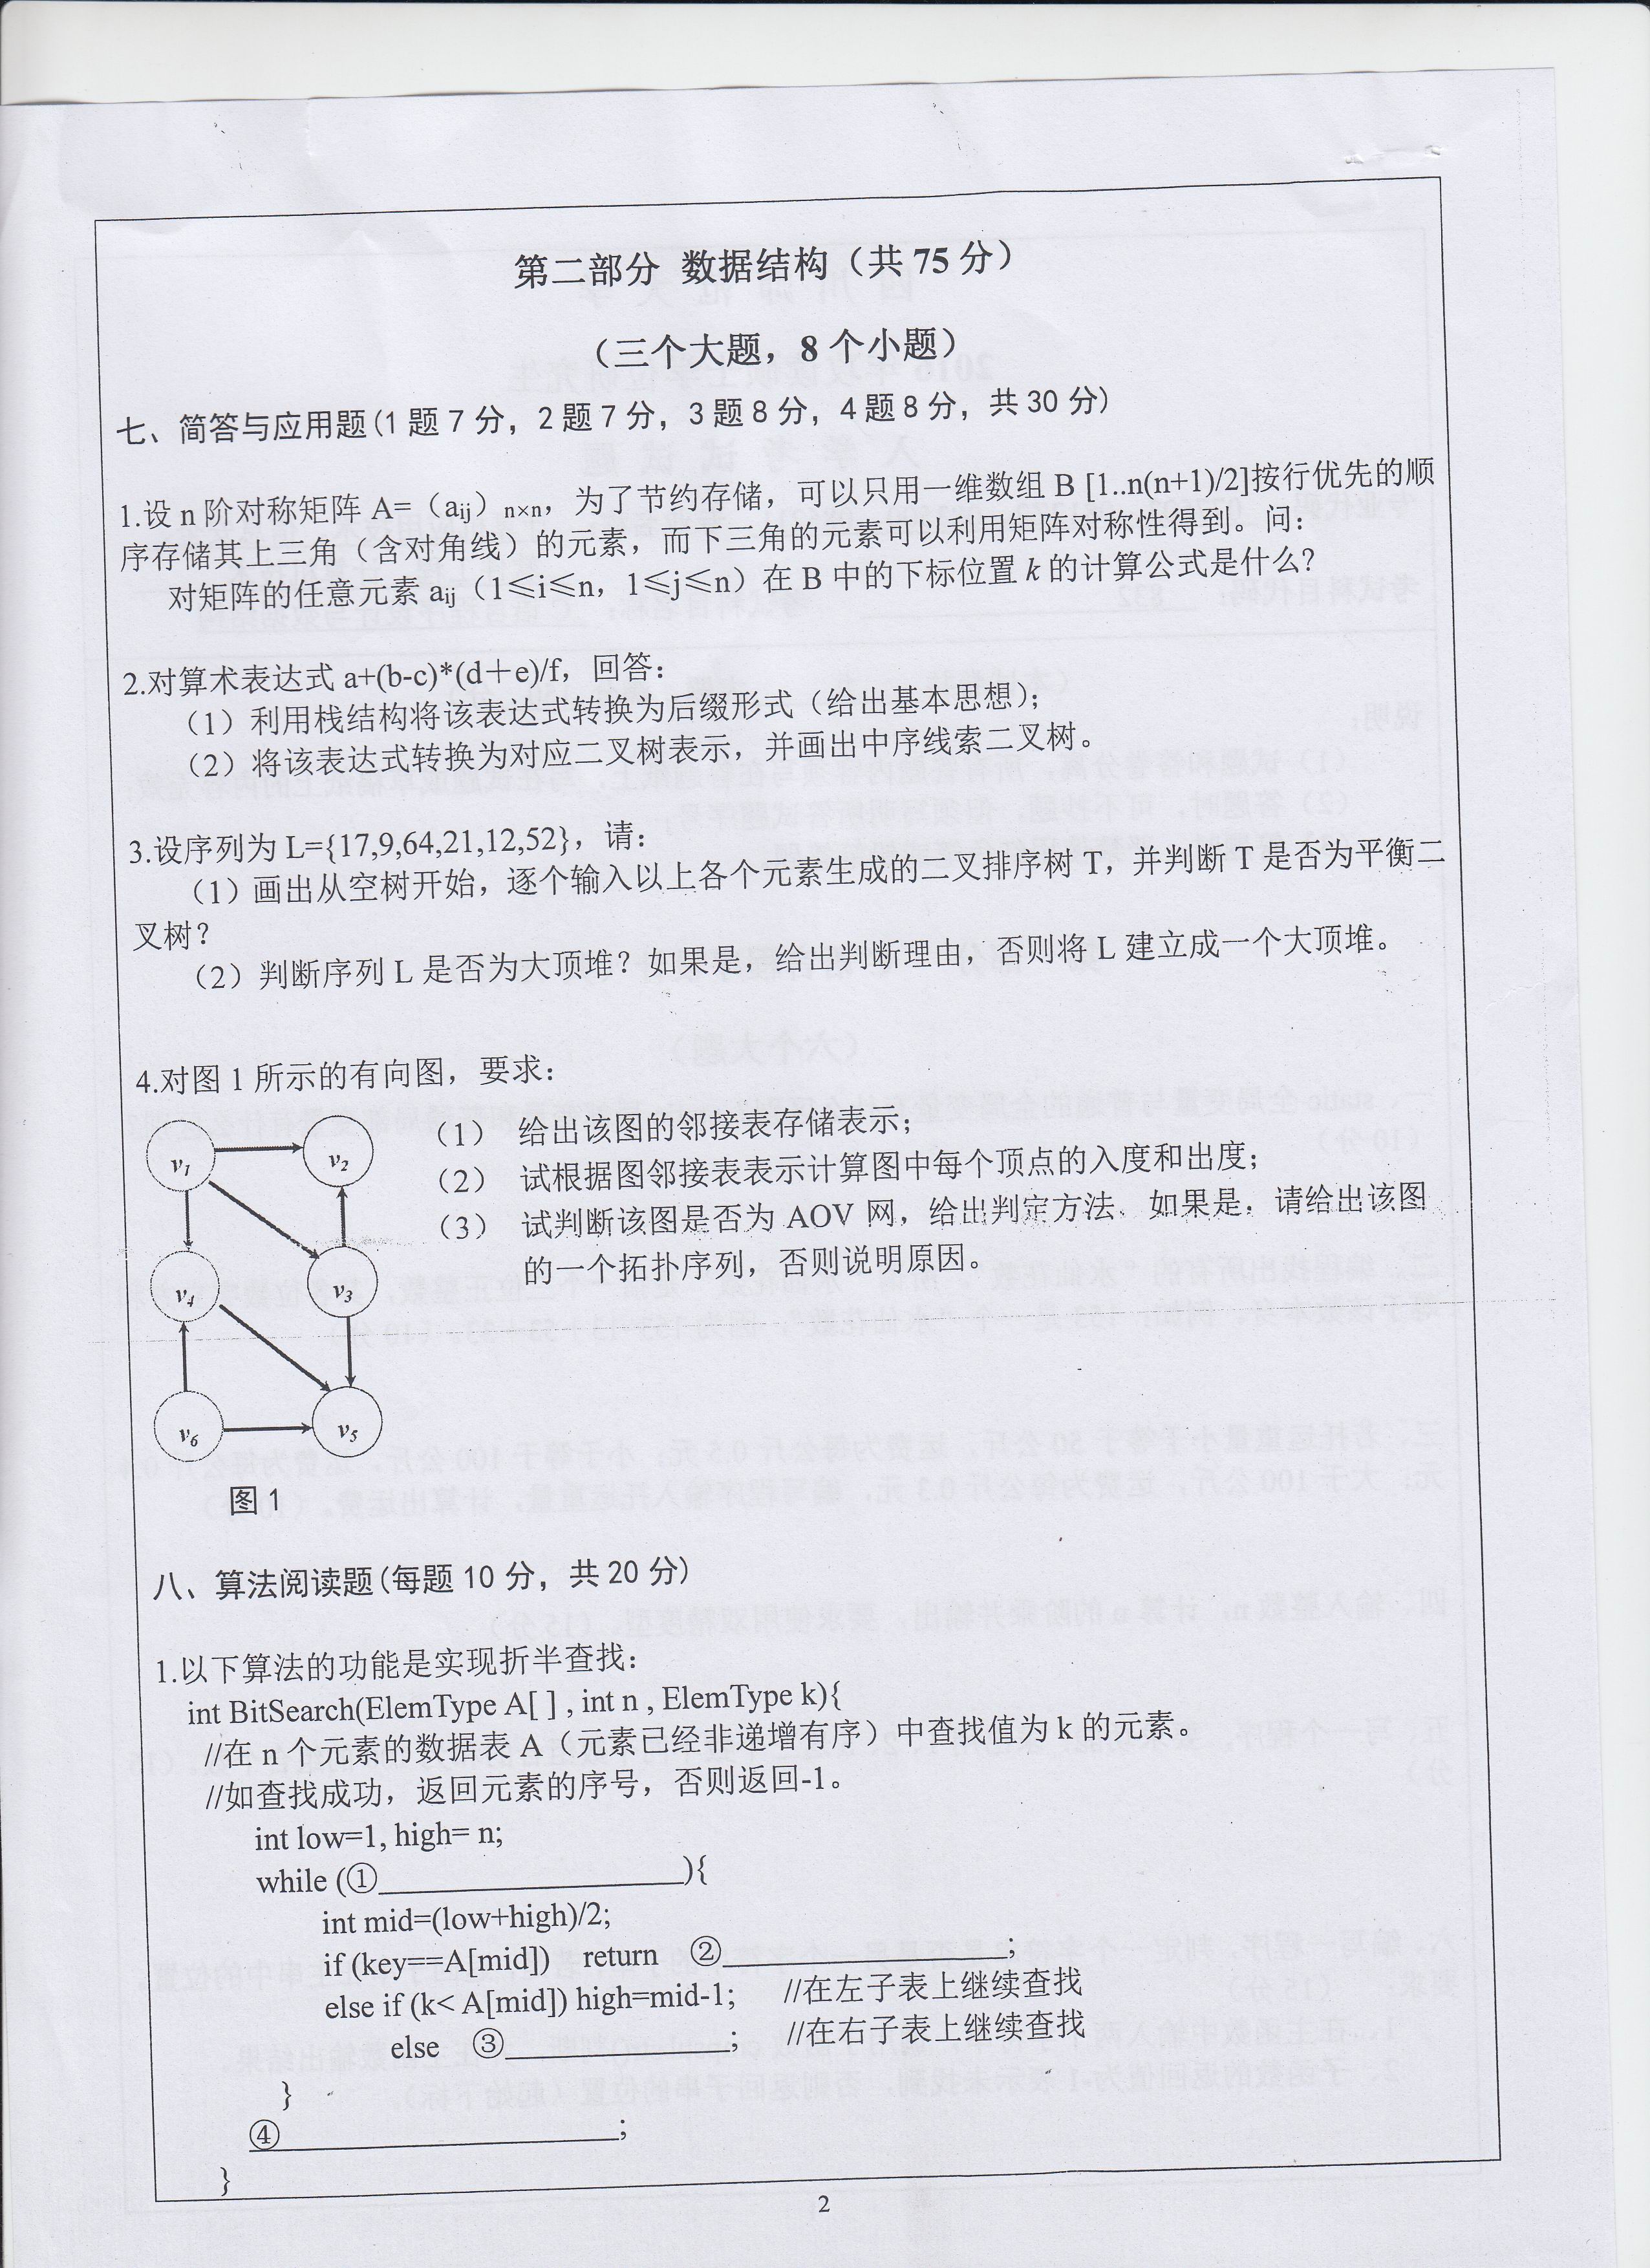 第二部分 数据结构（共 75 分）
（三个大题，8 个小题）
七、简答与应用题(1 题 7 分，2 题 7 分，3 题 8 分，4 题 8 分，共 30 分)
1.设 n 阶对称矩阵 A=（aij）n×n，为了节约存储，可以只用一维数组 B [1..n(n+1)/2]按行优先的顺
序存储其上三角（含对角线）的元素，而下三角的元素可以利用矩阵对称性得到。问：
对矩阵的任意元素 aij（1≤i≤n，1≤j≤n）在 B 中的下标位置 k 的计算公式是什么？
2.对算术表达式 a+(b-c)*(d＋e)/f，回答：
（1）利用栈结构将该表达式转换为后缀形式（给出基本思想）；
（2）将该表达式转换为对应二叉树表示，并画出中序线索二叉树。
3.设序列为 L={17,9,64,21,12,52}，请：
（1）画出从空树开始，逐个输入以上各个元素生成的二叉排序树 T，并判断 T 是否为平衡二
叉树？
（2）判断序列 L 是否为大顶堆？如果是，给出判断理由，否则将 L 建立成一个大顶堆。
4.对图 1 所示的有向图，要求：
（1） 给出该图的邻接表存储表示；
（2） 试根据图邻接表表示计算图中每个顶点的入度和出度；
（3） 试判断该图是否为 AOV 网，给出判定方法、如果是，请给出该图
的一个拓扑序列，否则说明原因。
v1
v2
v4
v3
v6
v5
图 1
八、算法阅读题(每题 10 分，共 20 分)
1.以下算法的功能是实现折半查找：
int BitSearch(ElemType A[ ] , int n , ElemType k){
//在 n 个元素的数据表 A（元素已经非递增有序）中查找值为 k 的元素。
//如查找成功，返回元素的序号，否则返回-1。
int low=1, high= n;
while (①____________________){
int mid=(low+high)/2;
if (key==A[mid]) return ②____________________;
else if (k< A[mid]) high=mid-1; //在左子表上继续查找
else ③________________; //在右子表上继续查找
}
④________________________;
}
2